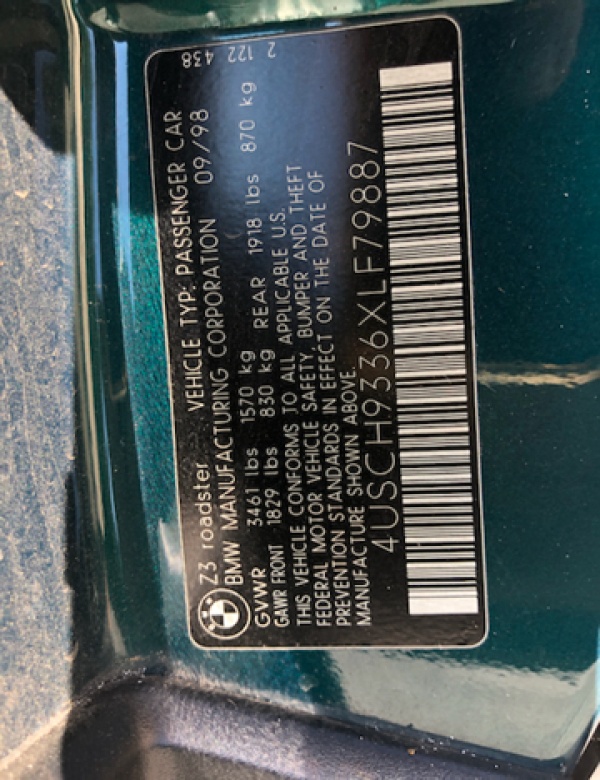 Z3 roadster VEHICLE TYP: PASSENGER CAR
BMW MANUFACTURING CORPORATION 09/98
GVWR 3461 lbs 1570 kg
GAWR FRONT 1829 lbs 830 kg REAR 1918 lbs 870 kg
THIS VEHICLE CONFORMS TO ALL APPLICABLE U.S.
FEDERAL MOTOR VEHICLE SAFETY, BUMPER AND THEFT
PREVENTION STANDARDS IN EFFECT ON THE DATE OF
MANUFACTURE SHOWN ABOVE.
4USCH9336XLF79887
2 122 438